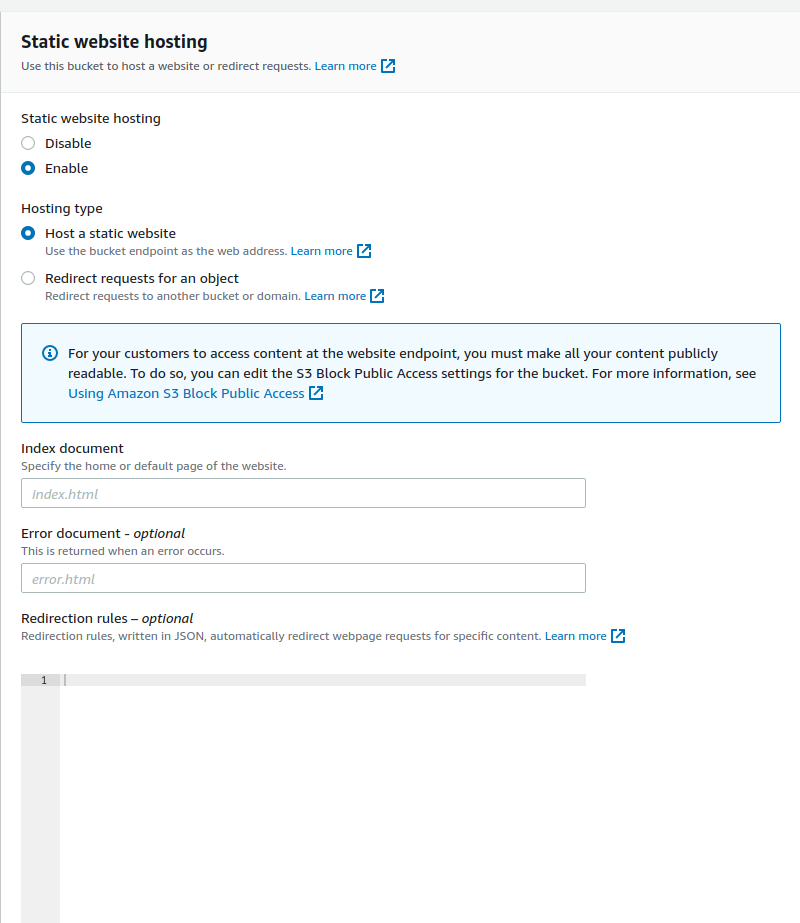 Static website hosting
Use this bucket to host a website or redirect requests. Learn more
Static website hosting
Disable
Enable
Hosting type
Host a static website
Use the bucket endpoint as the web address. Learn more
Redirect requests for an object
Redirect requests to another bucket or domain. Learn more
For your customers to access content at the website endpoint, you must make all your content publicly
readable. To do so, you can edit the S3 Block Public Access settings for the bucket. For more information, see
Using Amazon S3 Block Public Access
Index document
Specify the home or default page of the website.
Index.html
Error document - optional
This is returned when an error occurs.
error.html
Redirection rules – optional
Redirection rules, written in JSON, automatically redirect webpage requests for specific content. Learn more
1